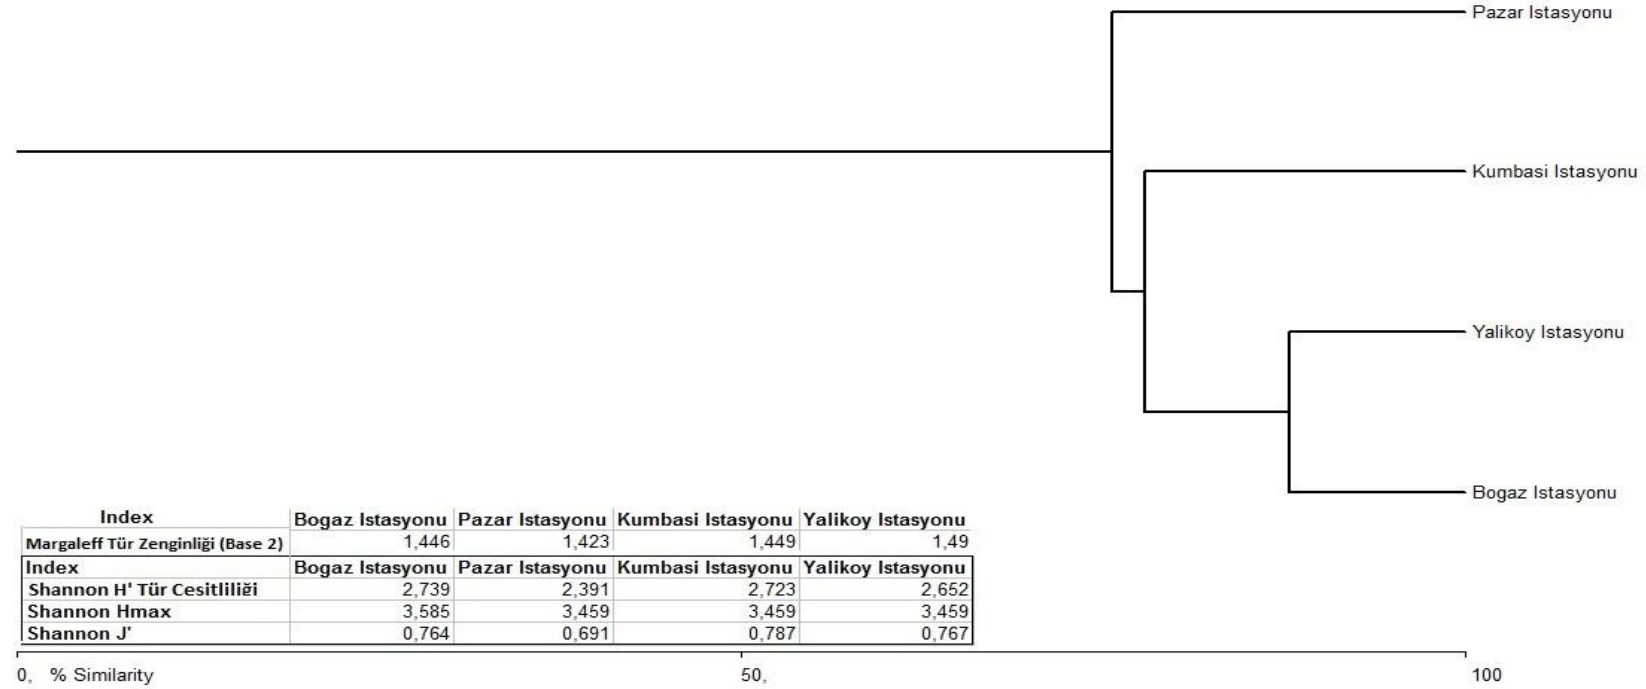 Pazar Istasyonu
Kumbasi Istasyonu
Yalikoy Istasyonu
Bogaz Istasyonu
Index Bogaz Istasyonu Pazar Istasyonu Kumbasi Istasyonu Yalikoy Istasyonu
Margaleff Tür Zenginliği (Base 2) 1,446 1,423 1,449 1,49
Index Bogaz Istasyonu Pazar Istasyonu Kumbasi Istasyonu Yalikoy Istasyonu
Shannon H' Tür Cesitliliği 2,739 2,391 2,723 2,652
Shannon Hmax 3,585 3,459 3,459 3,459
Shannon J' 0,764 0,691 0,787 0,767
0, % Similarity 50, 100